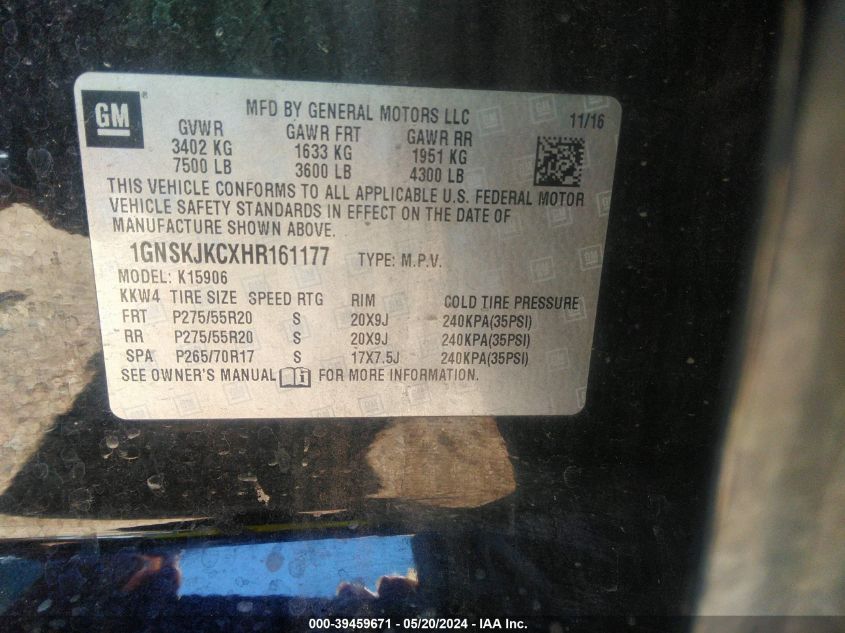 GM
MFD BY GENERAL MOTORS LLC 11/16
GVWR GAWR FRT GAWR RR
3402 KG 1633 KG 1951 KG
7500 LB 3600 LB 4300 LB
THIS VEHICLE CONFORMS TO ALL APPLICABLE U.S. FEDERAL MOTOR
VEHICLE SAFETY STANDARDS IN EFFECT ON THE DATE OF
MANUFACTURE SHOWN ABOVE.
1GNSKJKCXHR161177 TYPE: M.P.V.
MODEL: K15906
KKW4 TIRE SIZE SPEED RTG RIM COLD TIRE PRESSURE
FRT P275/55R20 S 20X9J 240KPA(35PSI)
RR P275/55R20 S 20X9J 240KPA(35PSI)
SPA P265/70R17 S 17X7.5J 240KPA(35PSI)
SEE OWNER'S MANUAL FOR MORE INFORMATION.
000-39459671 - 05/20/2024 - IAA Inc.